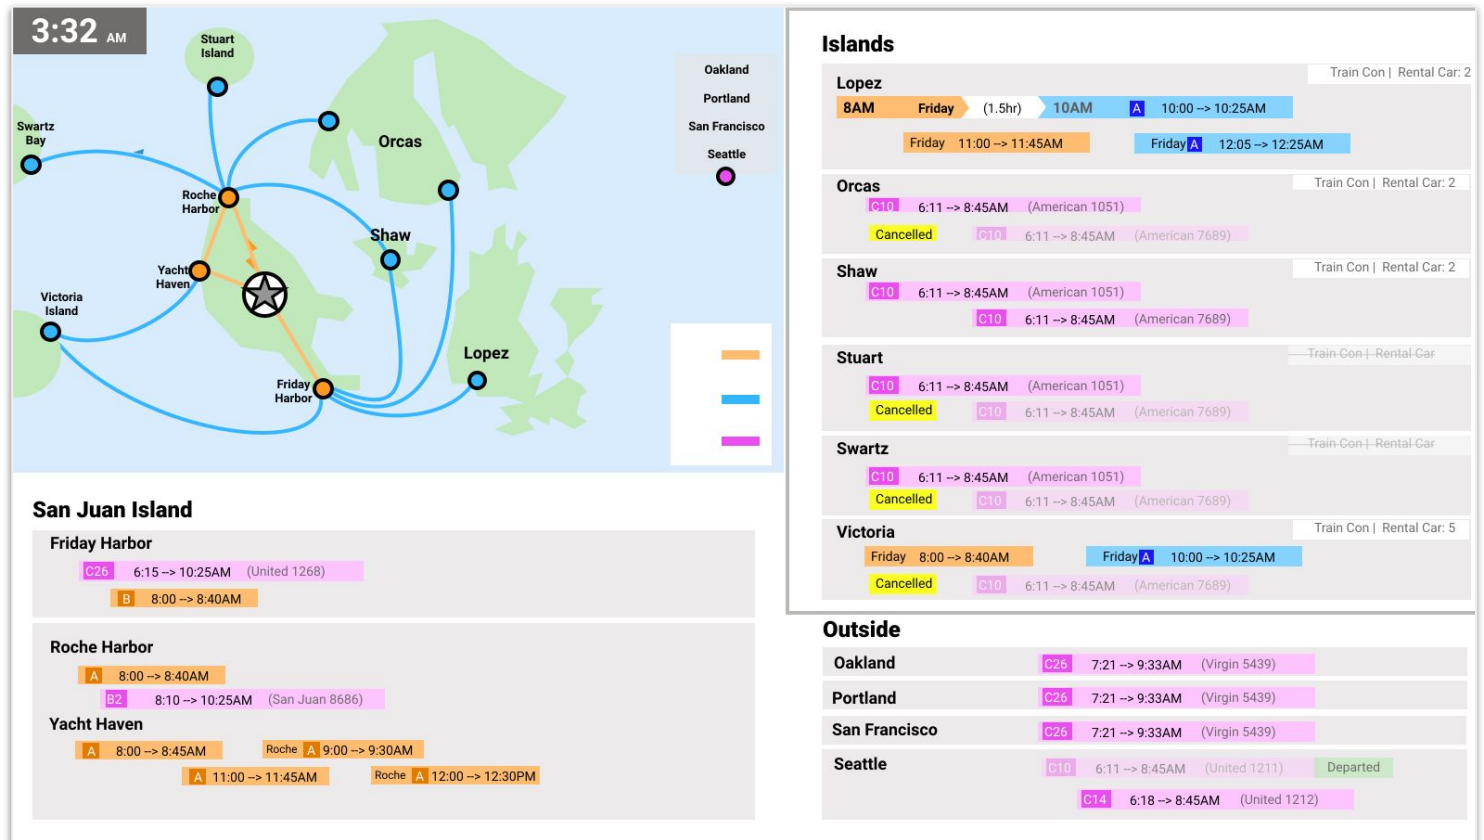 3:32 AM
Stuart
Island
Swartz
Bay
Orcas
Roche
Harbor
Shaw
Yacht
Haven
Victoria
Island
Lopez
Friday
Harbor
Oakland
Portland
San Francisco
Seattle
San Juan Island
Friday Harbor
C26 6:15 --> 10:25AM (United 1268)
B 8:00 --> 8:40AM
Roche Harbor
A 8:00 --> 8:40AM
B2 8:10 --> 10:25AM (San Juan 8686)
Yacht Haven
A 8:00 --> 8:45AM Roche A 9:00 --> 9:30AM
A 11:00 --> 11:45AM Roche A 12:00 --> 12:30PM
Islands
Train Con | Rental Car: 2
Lopez
8AM Friday (1.5hr) 10AM A 10:00 --> 10:25AM
Friday 11:00 --> 11:45AM Friday A 12:05 --> 12:25AM
Orcas Train Con | Rental Car: 2
C10 6:11 --> 8:45AM (American 1051)
Cancelled C10 6:11 --> 8:45AM (American 7689)
Shaw Train Con | Rental Car: 2
C10 6:11 --> 8:45AM (American 1051)
C10 6:11 --> 8:45AM (American 7689)
Stuart Train Con | Rental Car
C10 6:11 --> 8:45AM (American 1051)
Cancelled C10 6:11 --> 8:45AM (American 7689)
Swartz Train Con | Rental Car
C10 6:11 --> 8:45AM (American 1051)
Cancelled C10 6:11 --> 8:45AM (American 7689)
Victoria Train Con | Rental Car: 5
Friday 8:00 --> 8:40AM Friday A 10:00 --> 10:25AM
Cancelled C10 6:11 --> 8:45AM (American 7689)
Outside
Oakland C26 7:21 --> 9:33AM (Virgin 5439)
Portland C26 7:21 --> 9:33AM (Virgin 5439)
San Francisco C26 7:21 --> 9:33AM (Virgin 5439)
Seattle C10 6:11 --> 8:45AM (United 1211) Departed
C14 6:18 --> 8:45AM (United 1212)